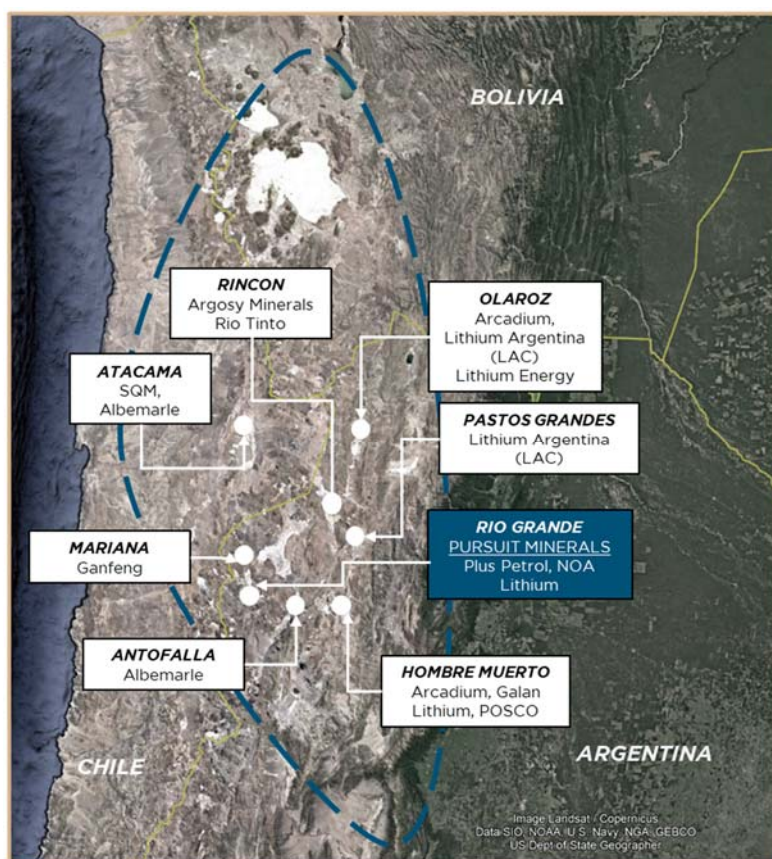 BOLIVIA
RINCON
Argosy Minerals
Rio Tinto
OLAROZ
Arcadium,
Lithium Argentina
(LAC)
Lithium Energy
ATACAMA
SQM,
Albemarle
PASTOS GRANDES
Lithium Argentina
(LAC)
RIO GRANDE
PURSUIT MINERALS
Plus Petrol, NOA
Lithium
MARIANA
Ganfeng
ANTOFALLA
Albemarle
HOMBRE MUERTO
Arcadium, Galan
Lithium, POSCO
CHILE
ARGENTINA
Image Landsat / Copernicus
Data SIO, NOAA, U.S. Navy, NGA, GEBCO
US Dept of State Geographer